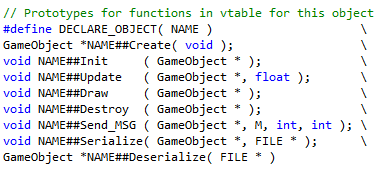 // Prototypes for functions in vtable for this object
#define DECLARE_OBJECT( NAME ) \
GameObject *NAME##Create( void ); \
void NAME##Init ( GameObject * ); \
void NAME##Update ( GameObject *, float ); \
void NAME##Draw ( GameObject * ); \
void NAME##Destroy ( GameObject * ); \
void NAME##Send_MSG ( GameObject *, M, int, int ); \
void NAME##Serialize( GameObject *, FILE * ); \
GameObject *NAME##Deserialize( FILE * )